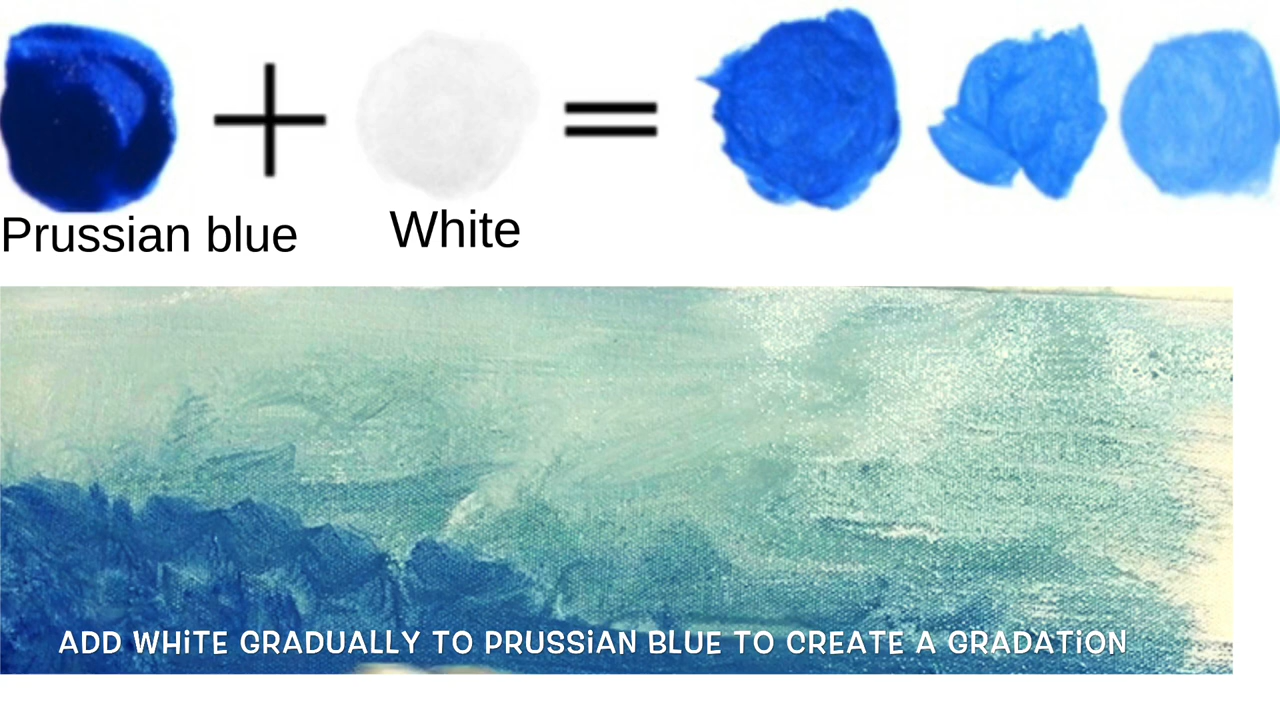 Prussian blue
White
ADD WHiTE GRADUALLY TO PRUSSiAN BLUE TO CREATE A GRADATiON